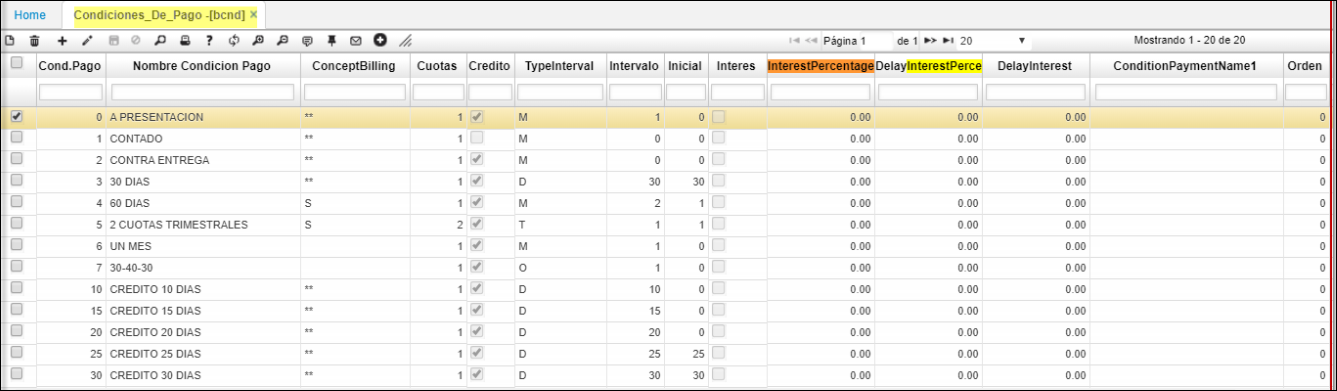 Home Condiciones_De_Pago -[bcnd] ×
? Página 1 de 1 20 Mostrando 1 - 20 de 20
Cond.Pago Nombre Condicion Pago ConceptBilling Cuotas Credito TypeInterval Intervalo Inicial Interes InterestPercentage DelayInterestPerce DelayInterest ConditionPaymentName1 Orden
0 A PRESENTACION ** 1 M 1 0 0.00 0.00 0.00 0
1 CONTADO ** 1 M 0 0 0.00 0.00 0.00 0
2 CONTRA ENTREGA ** 1 M 0 0 0.00 0.00 0.00 0
3 30 DIAS ** 1 D 30 30 0.00 0.00 0.00 0
4 60 DIAS S 1 M 2 1 0.00 0.00 0.00 0
5 2 CUOTAS TRIMESTRALES S 2 T 1 1 0.00 0.00 0.00 0
6 UN MES 1 M 1 0 0.00 0.00 0.00 0
7 30-40-30 1 O 1 0 0.00 0.00 0.00 0
10 CREDITO 10 DIAS ** 1 D 10 0 0.00 0.00 0.00 0
15 CREDITO 15 DIAS ** 1 D 15 0 0.00 0.00 0.00 0
20 CREDITO 20 DIAS ** 1 D 20 0 0.00 0.00 0.00 0
25 CREDITO 25 DIAS ** 1 D 25 25 0.00 0.00 0.00 0
30 CREDITO 30 DIAS ** 1 D 30 30 0.00 0.00 0.00 0